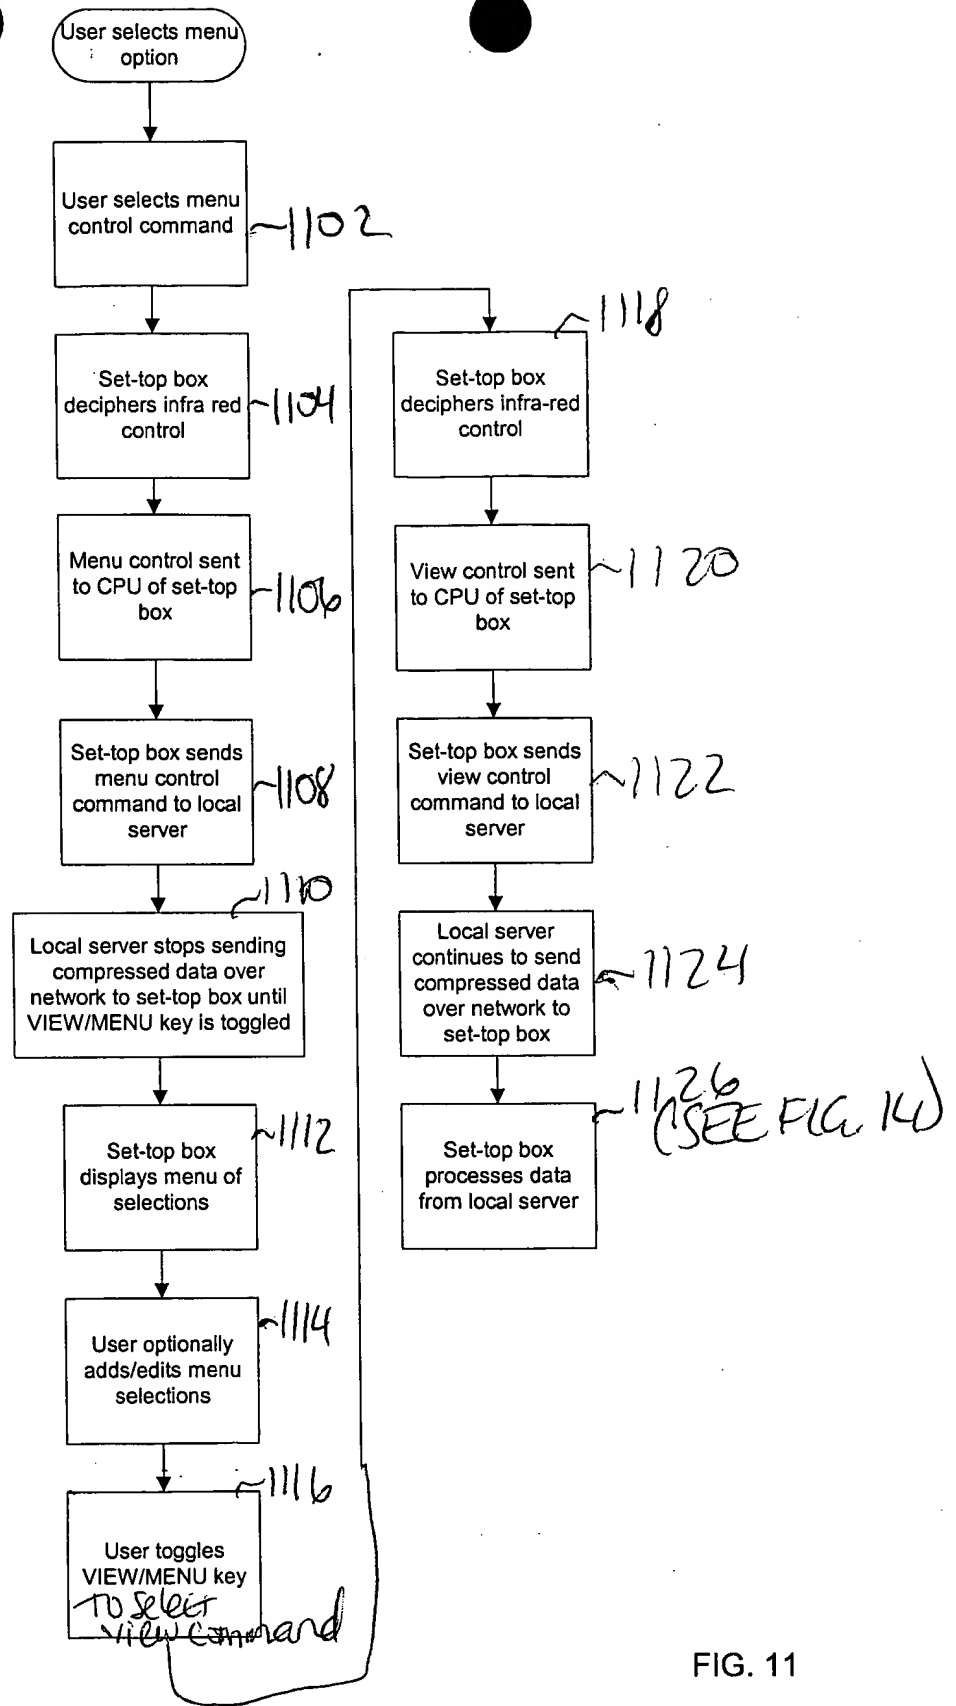 User selects menu
option
User selects menu
control command
1102
Set-top box
deciphers infra red
control
1104
Menu control sent
to CPU of set-top
box
1106
Set-top box sends
menu control
command to local
server
1108
1110
Local server stops sending
compressed data over
network to set-top box until
VIEW/MENU key is toggled
Set-top box
displays menu of
selections
1112
User optionally
adds/edits menu
selections
1114
1116
User toggles
VIEW/MENU key
To select
view command
1118
Set-top box
deciphers infra-red
control
View control sent
to CPU of set-top
box
1120
Set-top box sends
view control
command to local
server
1122
Local server
continues to send
compressed data
over network to
set-top box
1124
1126
(SEE FIG. 14)
Set-top box
processes data
from local server
FIG. 11